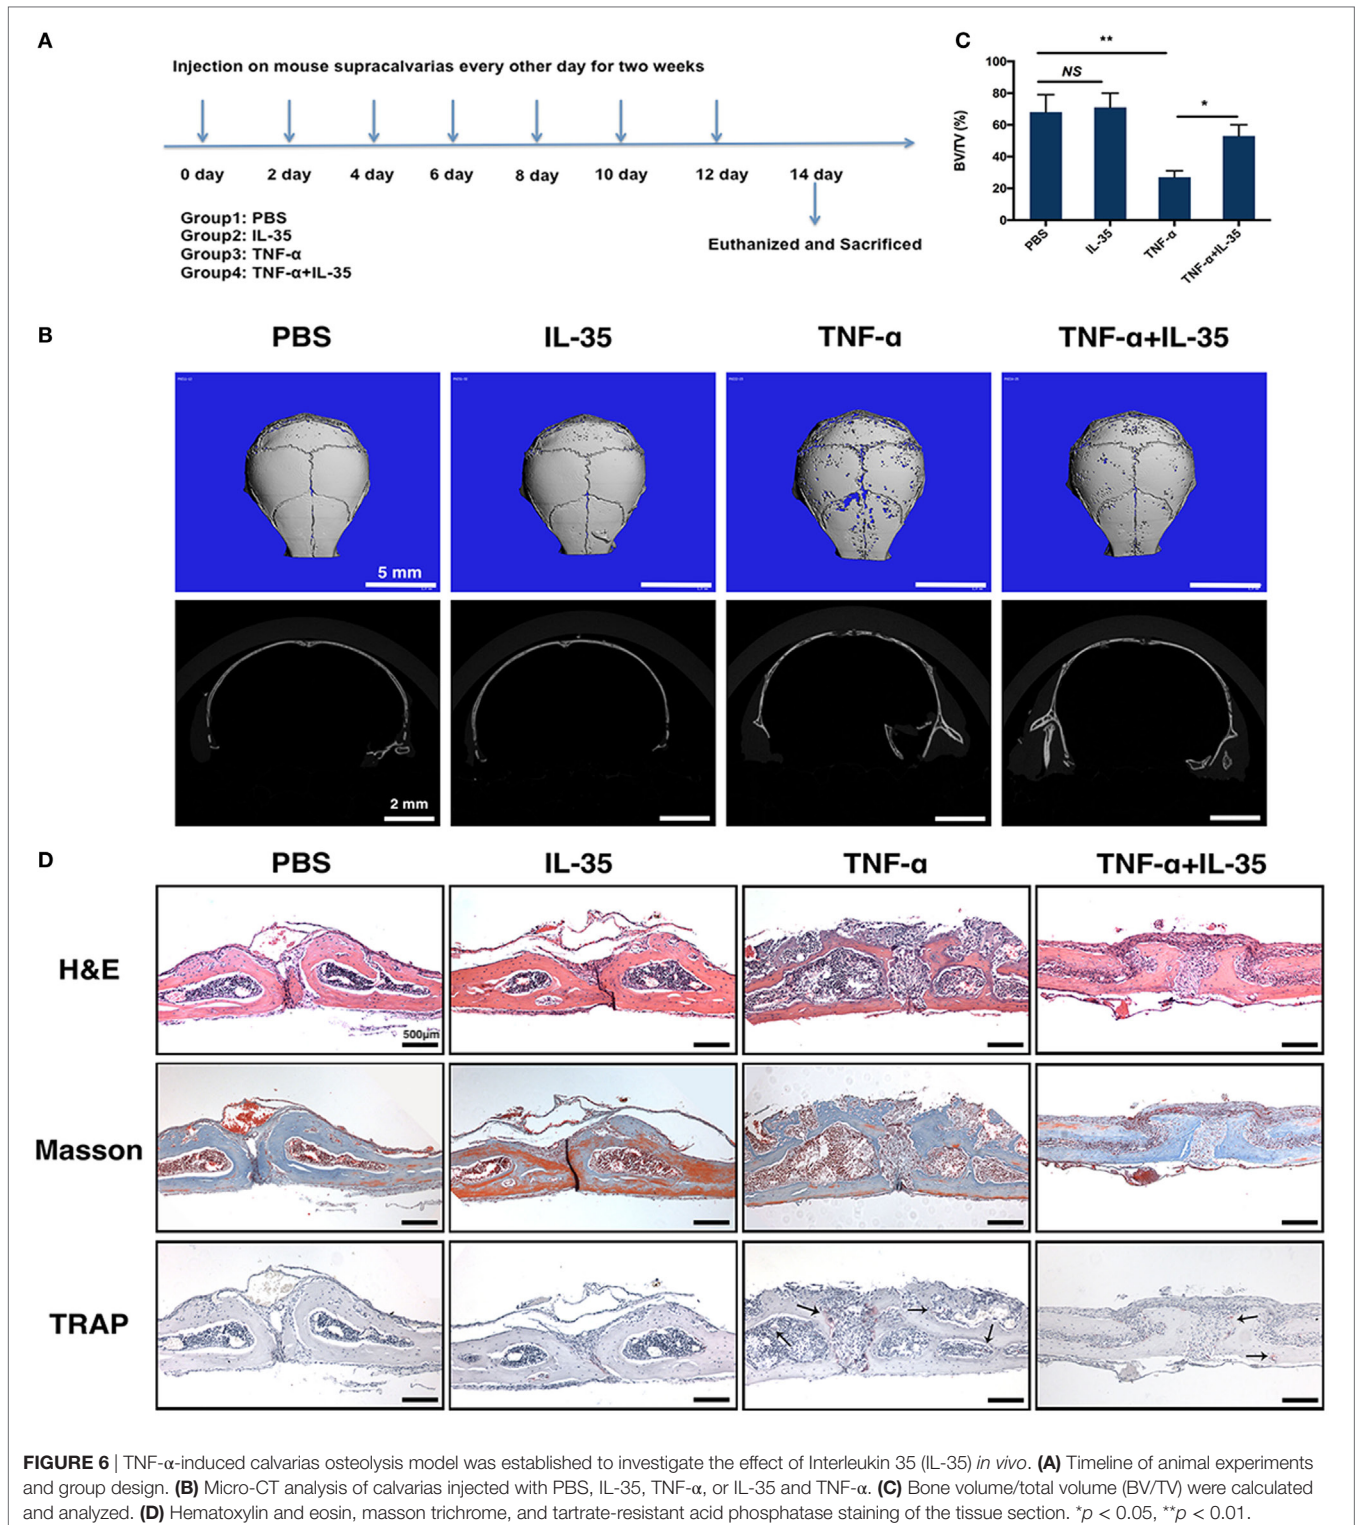 A
Injection on mouse supracalvarias every other day for two weeks
0 day 2 day 4 day 6 day 8 day 10 day 12 day 14 day
Group1: PBS
Group2: IL-35
Group3: TNF-α
Group4: TNF-α+IL-35
Euthanized and Sacrificed
C
**
NS
*
BV/TV (%)
100
80
60
40
20
0
PBS IL-35 TNF-α TNF-α+IL-35
B
PBS IL-35 TNF-α TNF-α+IL-35
5 mm
2 mm
D
PBS IL-35 TNF-α TNF-α+IL-35
H&E
500μm
Masson
TRAP
FIGURE 6 | TNF-α-induced calvarias osteolysis model was established to investigate the effect of Interleukin 35 (IL-35) in vivo. (A) Timeline of animal experiments
and group design. (B) Micro-CT analysis of calvarias injected with PBS, IL-35, TNF-α, or IL-35 and TNF-α. (C) Bone volume/total volume (BV/TV) were calculated
and analyzed. (D) Hematoxylin and eosin, masson trichrome, and tartrate-resistant acid phosphatase staining of the tissue section. *p < 0.05, **p < 0.01.